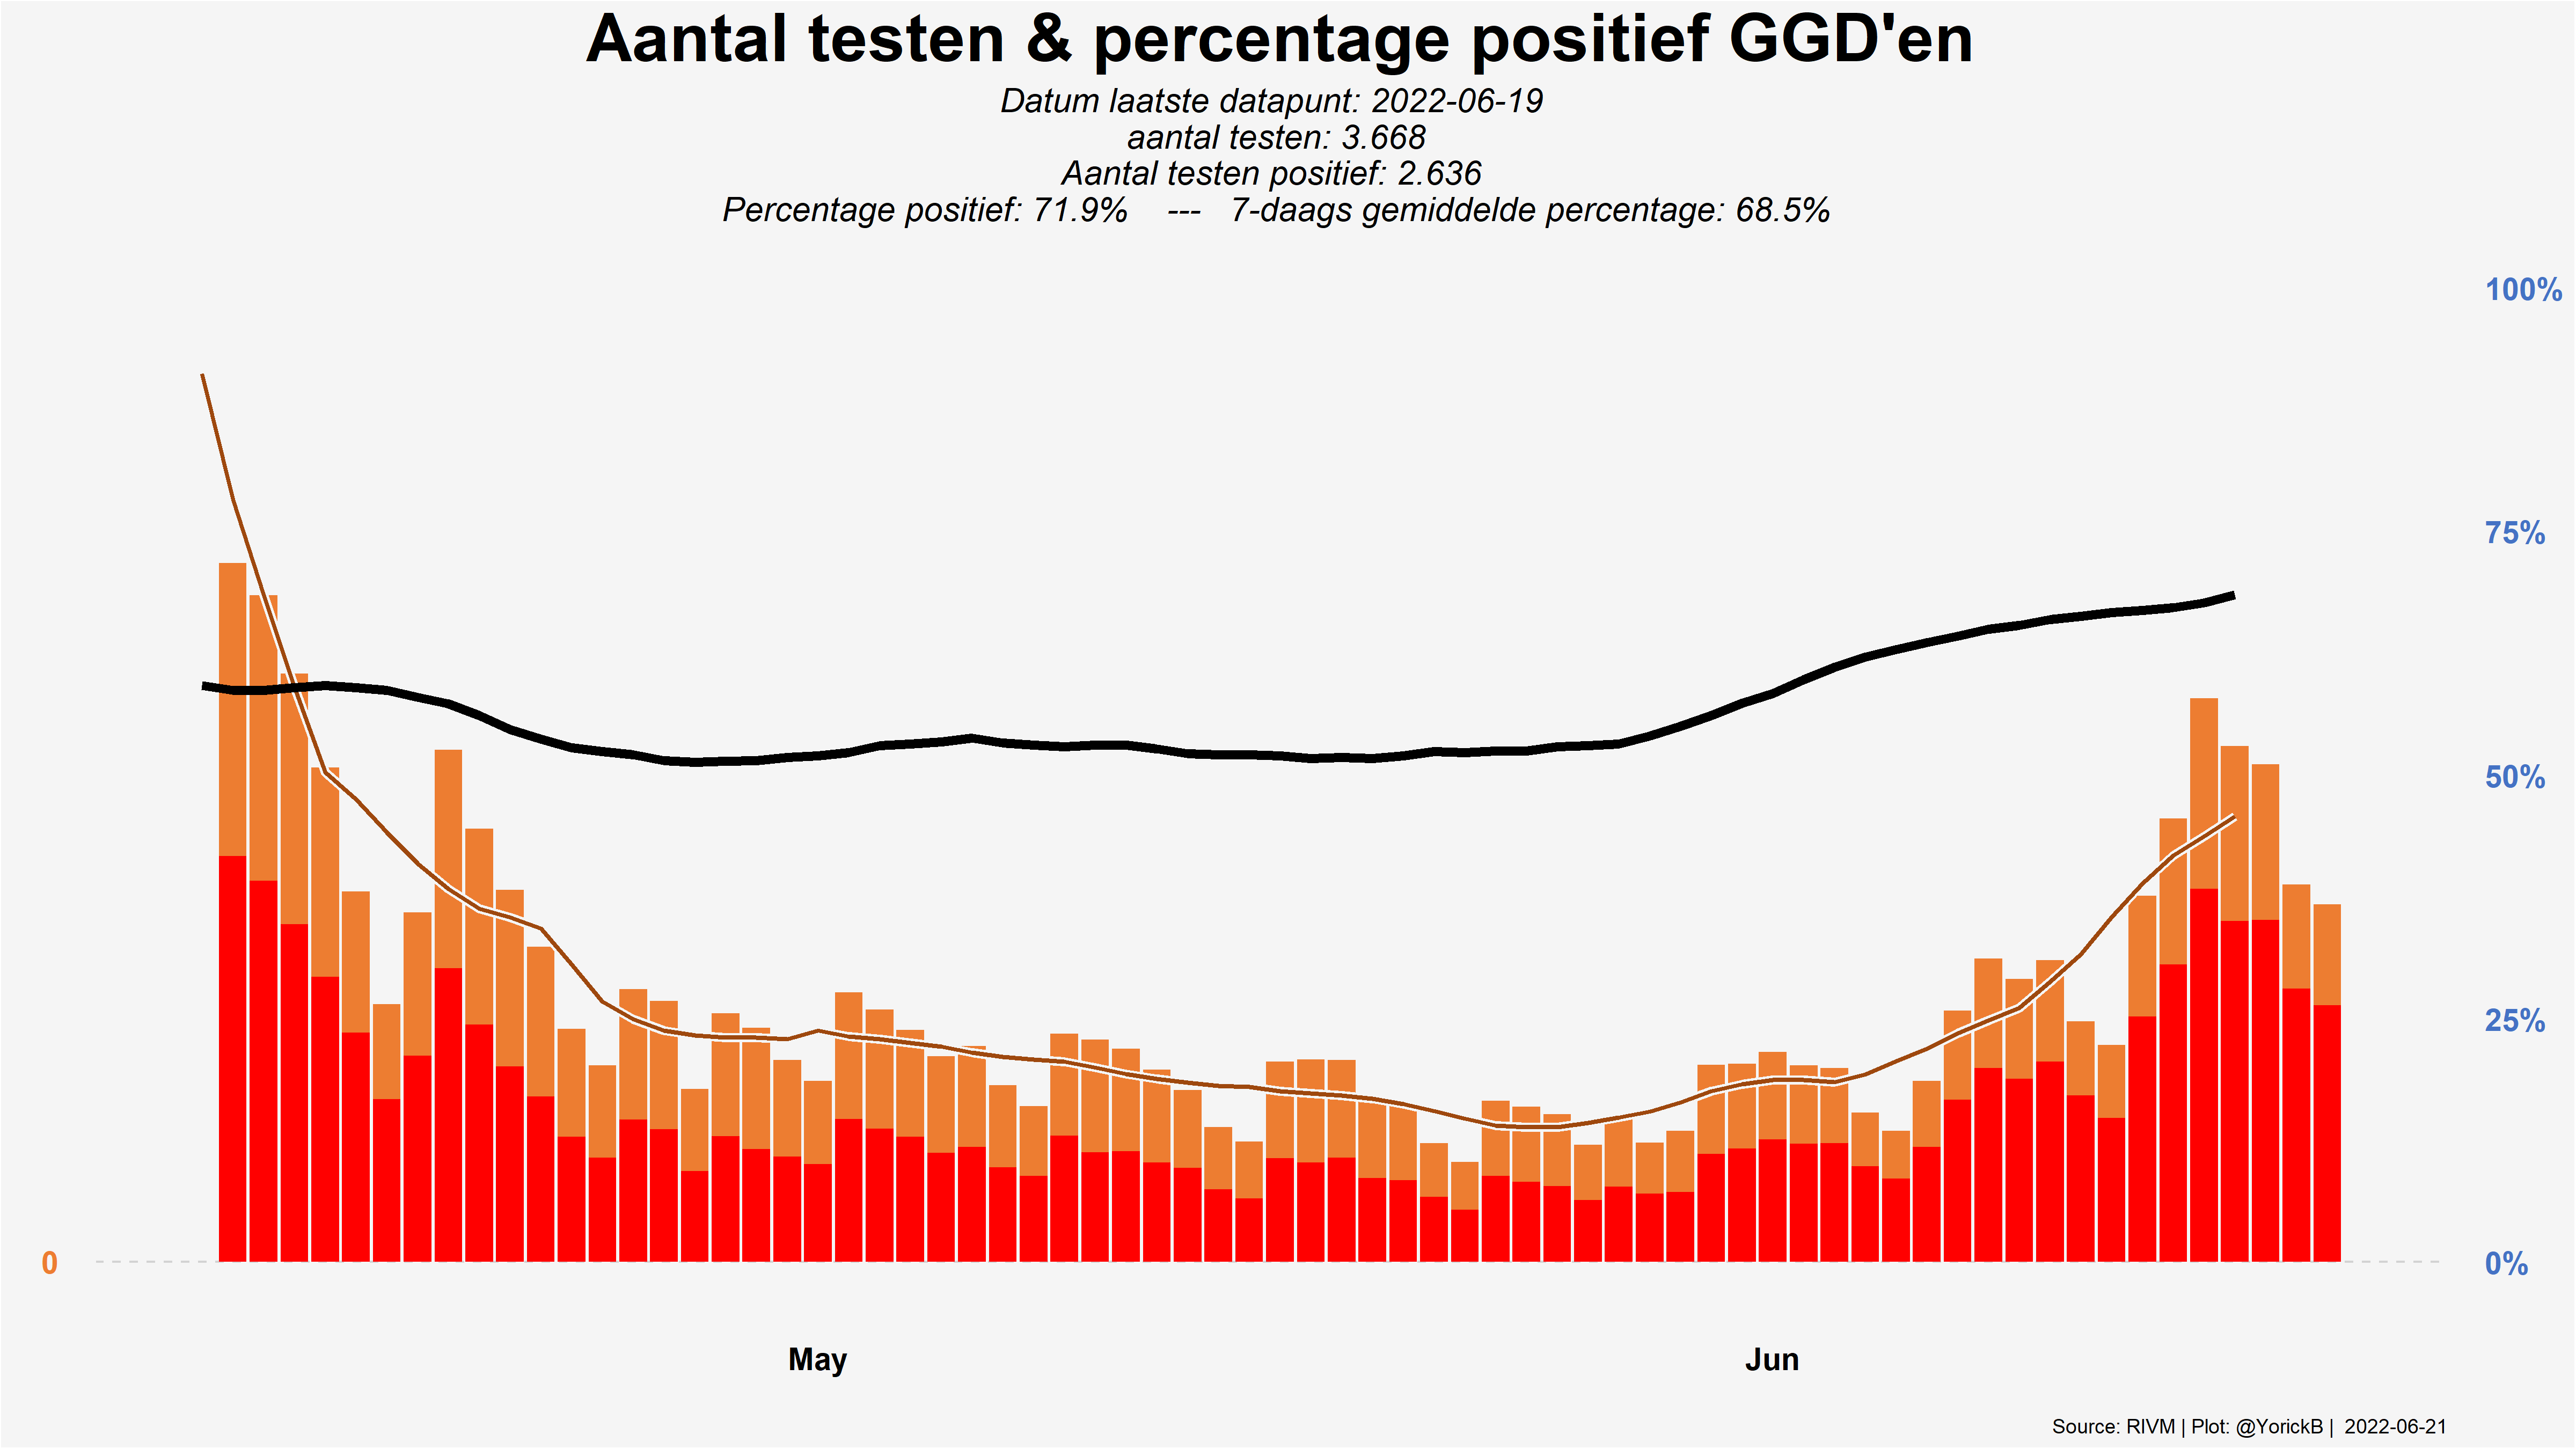 Aantal testen & percentage positief GGD'en
Datum laatste datapunt: 2022-06-19
aantal testen: 3.668
Aantal testen positief: 2.636
Percentage positief: 71.9% --- 7-daags gemiddelde percentage: 68.5%
100%
75%
50%
25%
0
0%
May
Jun
Source: RIVM | Plot: @YorickB | 2022-06-21